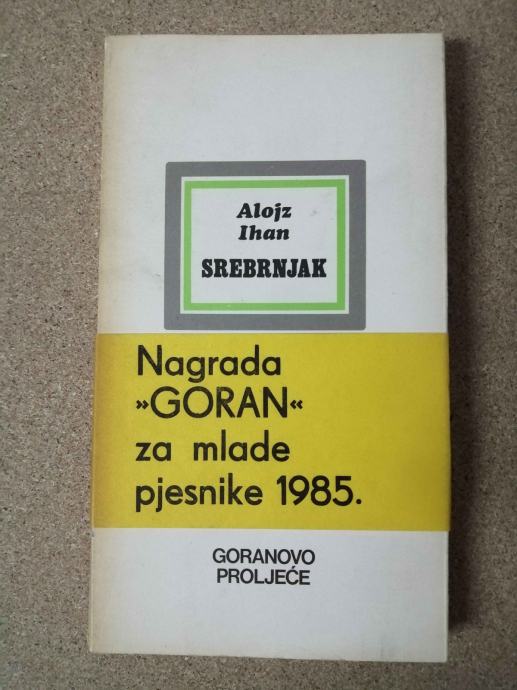 Alojz
Ihan
SREBRNJAK
Nagrada
»GORAN«
za mlade
pjesnike 1985.
GORANOVO
PROLJEĆE